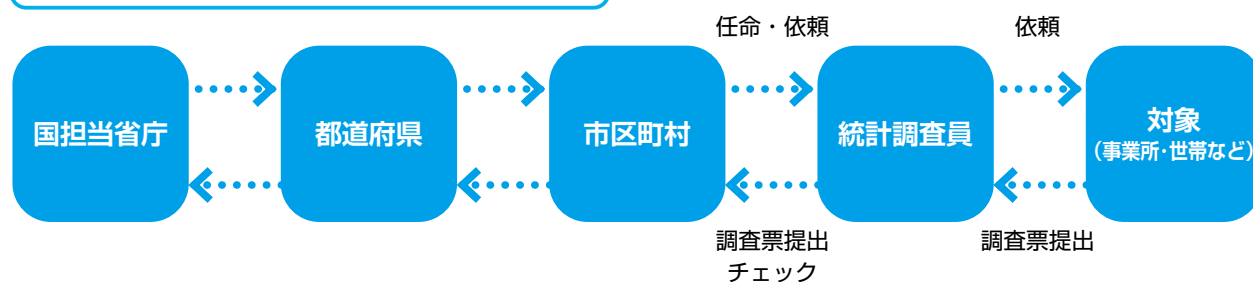 任命・依頼
依頼
国担当省庁
都道府県
市区町村
統計調査員
対象
(事業所・世帯など)
調査票提出
チェック
調査票提出